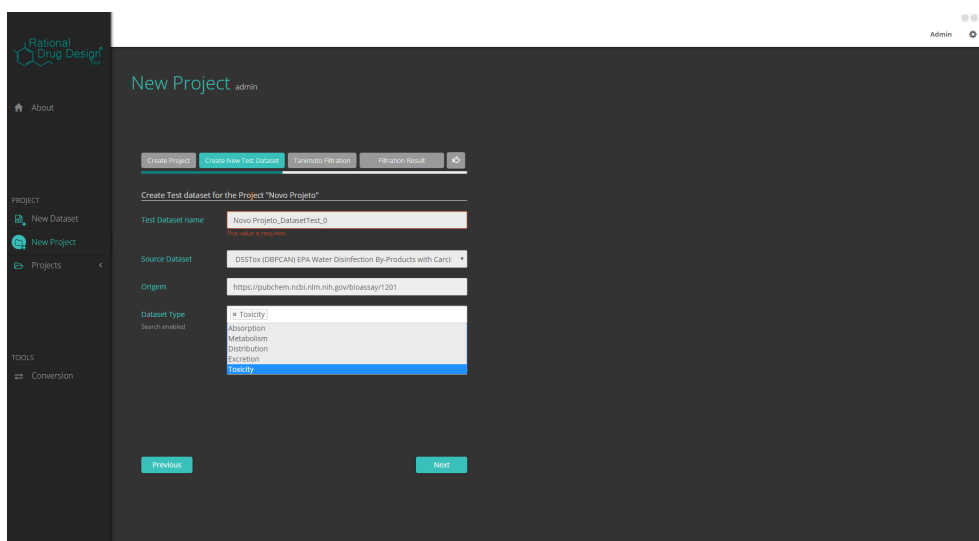 Rational
Drug Design
.net
Admin
New Project admin
About
Create Project
Create New Test Dataset
Tanimoto Filtration
Filtration Result
Create Test dataset for the Project "Novo Projeto"
PROJECT
New Dataset
New Project
Projects
Test Dataset name
Novo Projeto_DatasetTest_0
The value is required
Source Dataset
DSSTox (DBPCAN) EPA Water Disinfection By-Products with Carci
Origem
https://pubchem.ncbi.nlm.nih.gov/bioassay/1201
Dataset Type
Search enabled
× Toxicity
Absorption
Metabolism
Distribution
Excretion
Toxicity
TOOLS
Conversion
Previous
Next